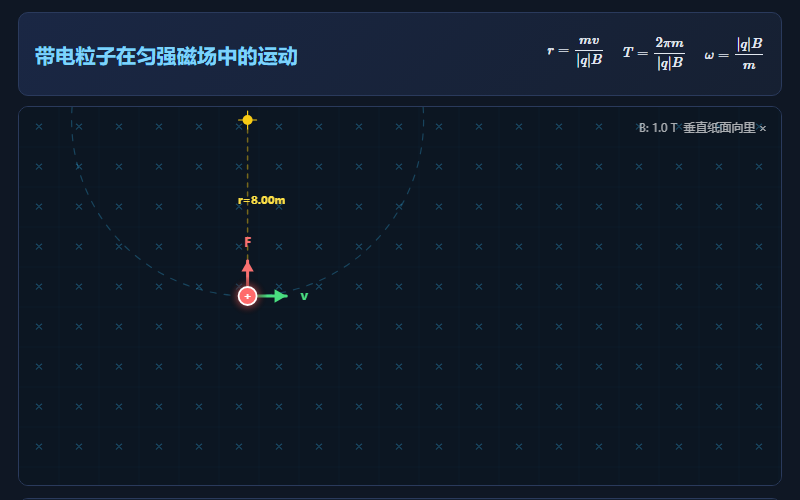 带电粒子在匀强磁场中的运动
r = mv / |q|B   T = 2πm / |q|B   ω = |q|B / m
B: 1.0 T 垂直纸面向里 ×
r=8.00m
F
+
v